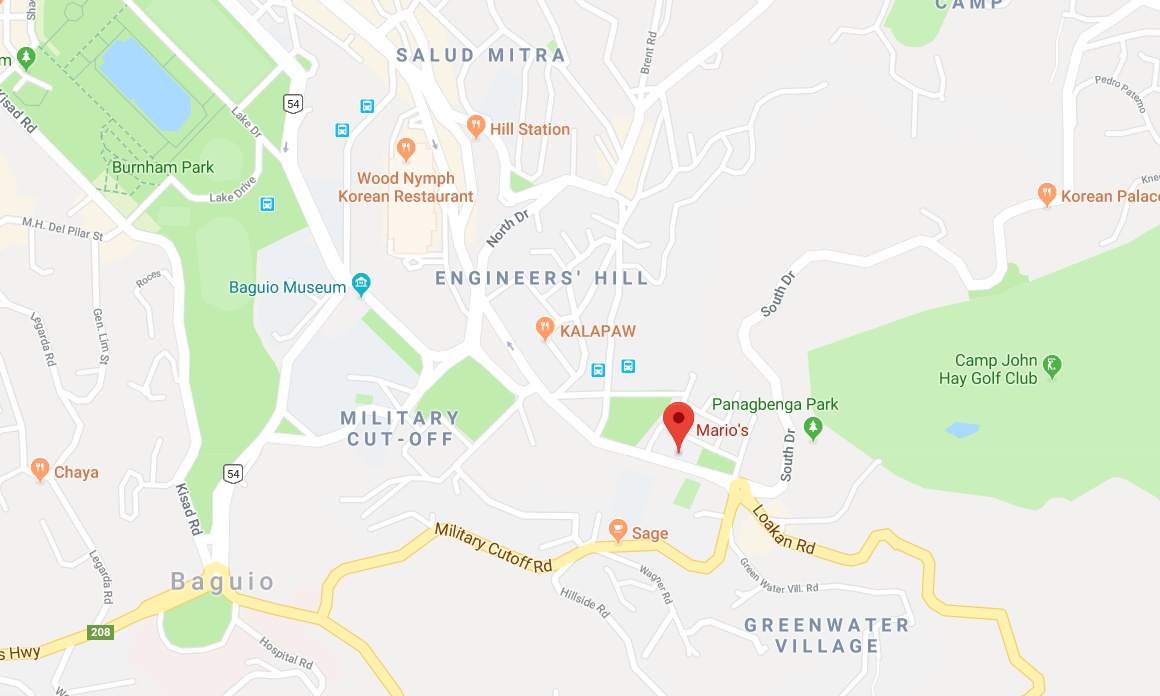 CAMP
SALUD MITRA
Brent Rd
Pedro Paterno
Kisad Rd
54
Lake Dr
Hill Station
Burnham Park
Wood Nymph
Korean Restaurant
Lake Drive
Korean Palace
M.H. Del Pilar St
North Dr
Roces
Baguio Museum
ENGINEERS' HILL
South Dr
Legarda Rd
Gen. Lim St
KALAPAW
Camp John
Hay Golf Club
Panagbenga Park
MILITARY
CUT-OFF
Mario's
South Dr
Chaya
54
Kisad Rd
Loakan Rd
Military Cutoff Rd
Sage
Legarda Rd
Baguio
Wagner Rd
Green Water Vill. Rd
Hillside Rd
208
GREENWATER
VILLAGE
s Hwy
Hospital Rd